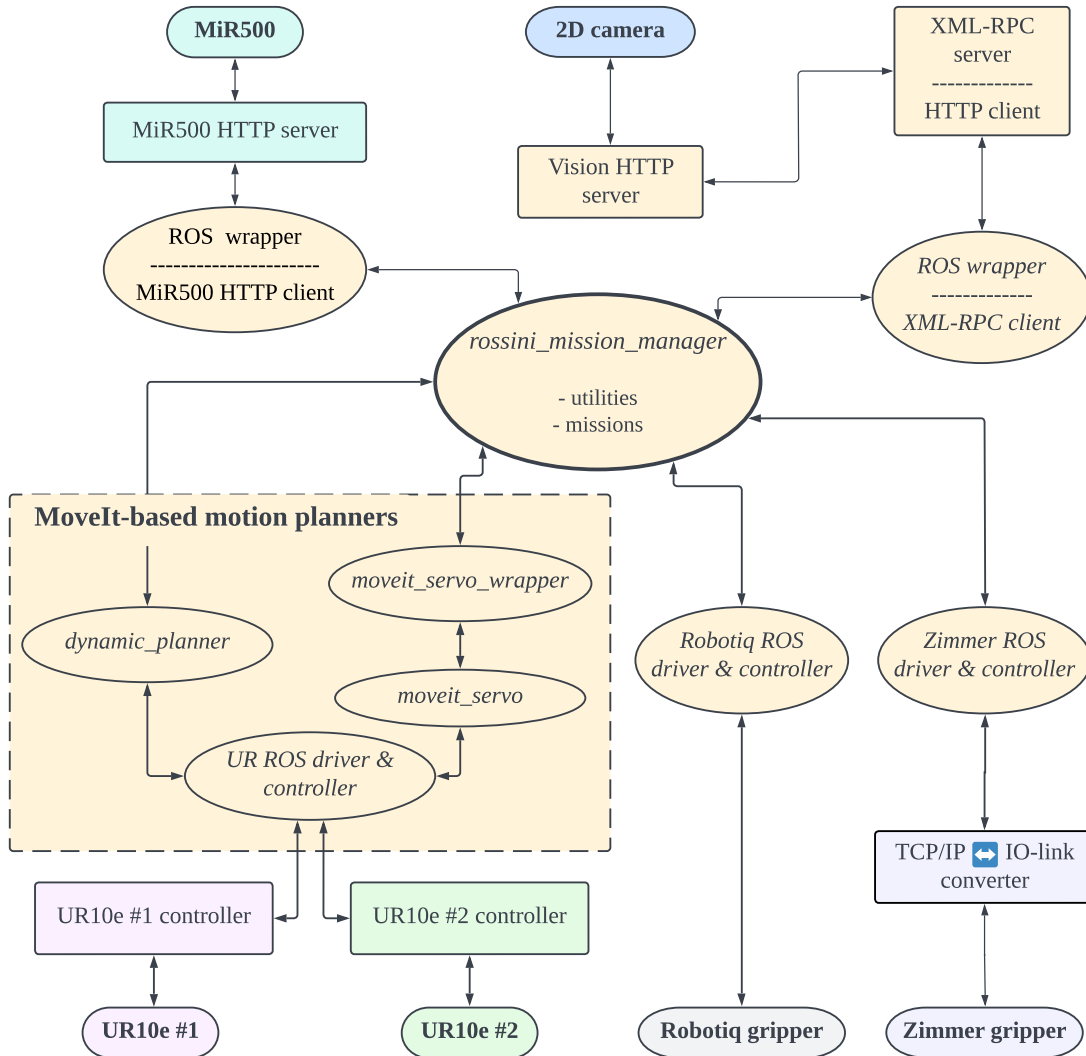 MiR500
2D camera
XML-RPC
server
-------------
HTTP client
MiR500 HTTP server
Vision HTTP
server
ROS  wrapper
----------------------
MiR500 HTTP client
ROS wrapper
-------------
XML-RPC client
rossini_mission_manager
- utilities
- missions
MoveIt-based motion planners
moveit_servo_wrapper
dynamic_planner
moveit_servo
UR ROS driver &
controller
Robotiq ROS
driver & controller
Zimmer ROS
driver & controller
TCP/IP ↔️ IO-link
converter
UR10e #1 controller
UR10e #2 controller
UR10e #1
UR10e #2
Robotiq gripper
Zimmer gripper